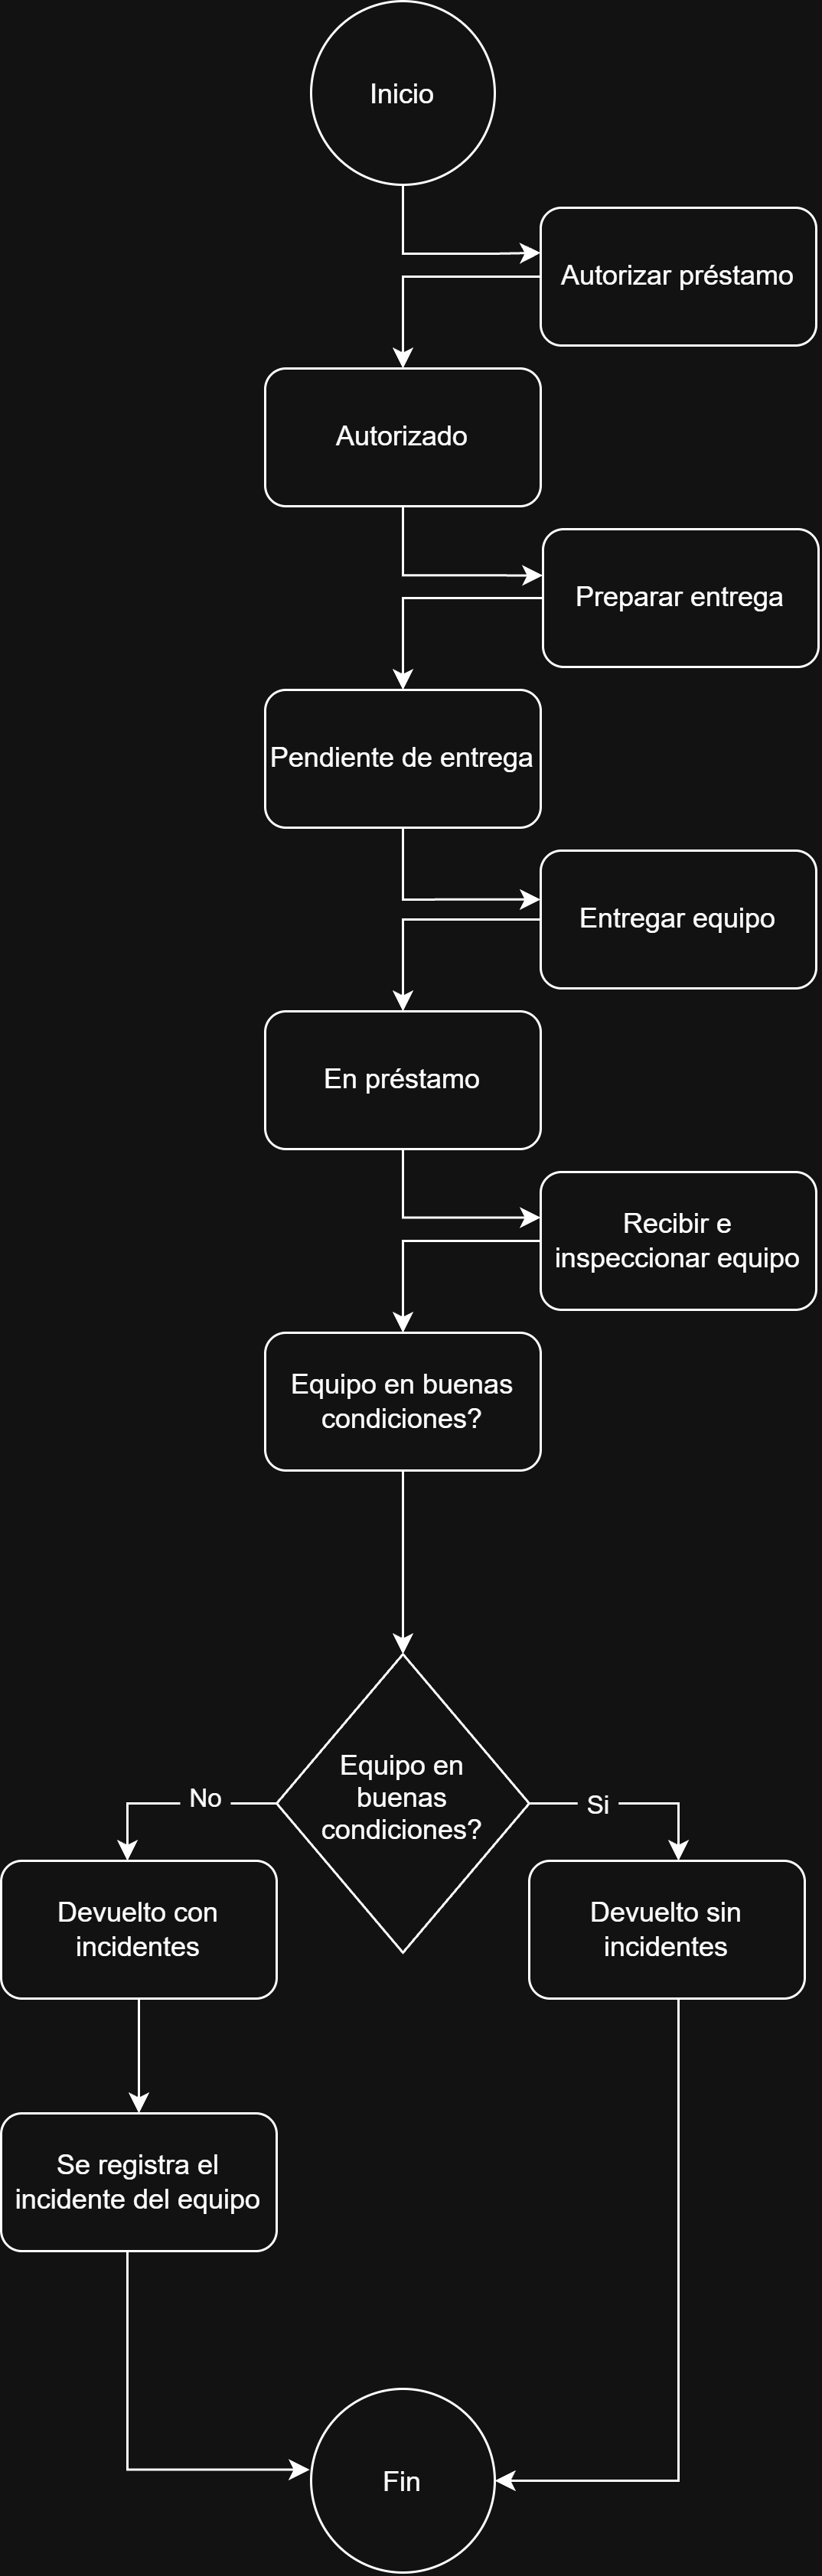 Inicio
Autorizar préstamo
Autorizado
Preparar entrega
Pendiente de entrega
Entregar equipo
En préstamo
Recibir e
inspeccionar equipo
Equipo en buenas
condiciones?
Equipo en
buenas
condiciones?
No
Si
Devuelto con
incidentes
Devuelto sin
incidentes
Se registra el
incidente del equipo
Fin